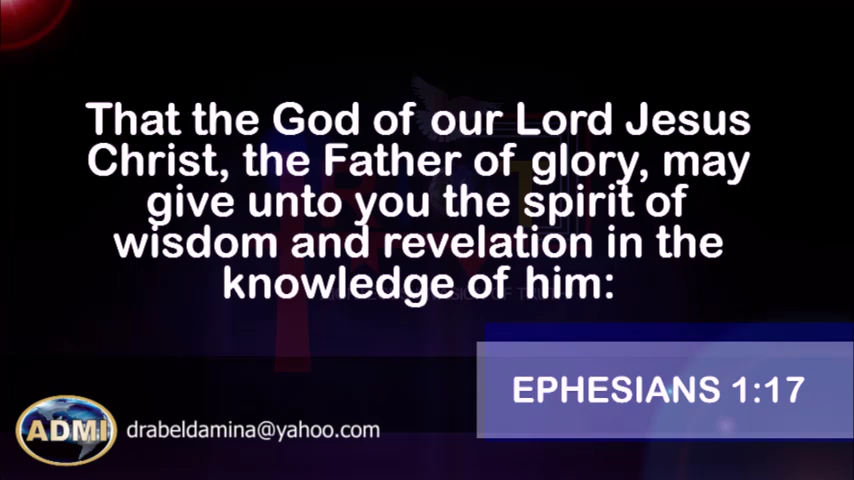 That the God of our Lord Jesus
Christ, the Father of glory, may
give unto you the spirit of
wisdom and revelation in the
knowledge of him:
EPHESIANS 1:17
ADMI drabeldamina@yahoo.com